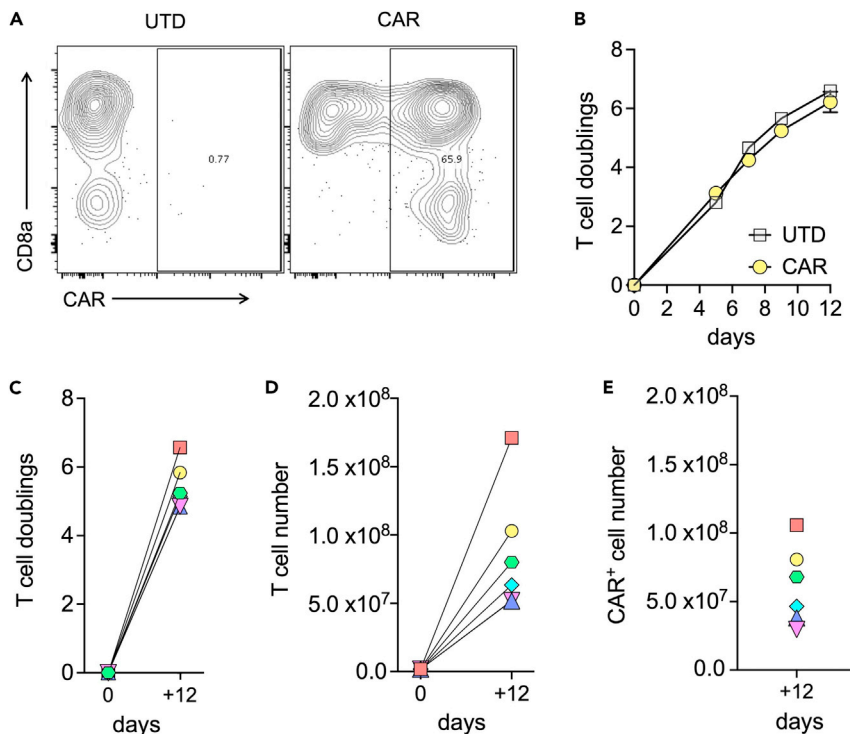 A
UTD
CAR
0.77
65.9
CD8a
CAR
B
T cell doublings
8
6
4
2
0
UTD
CAR
0 2 4 6 8 10 12
days
C
T cell doublings
8
6
4
2
0
0 +12
days
D
T cell number
2.0 x10⁸
1.5 x10⁸
1.0 x10⁸
5.0 x10⁷
0.0
0 +12
days
E
CAR⁺ cell number
2.0 x10⁸
1.5 x10⁸
1.0 x10⁸
5.0 x10⁷
0.0
+12
days